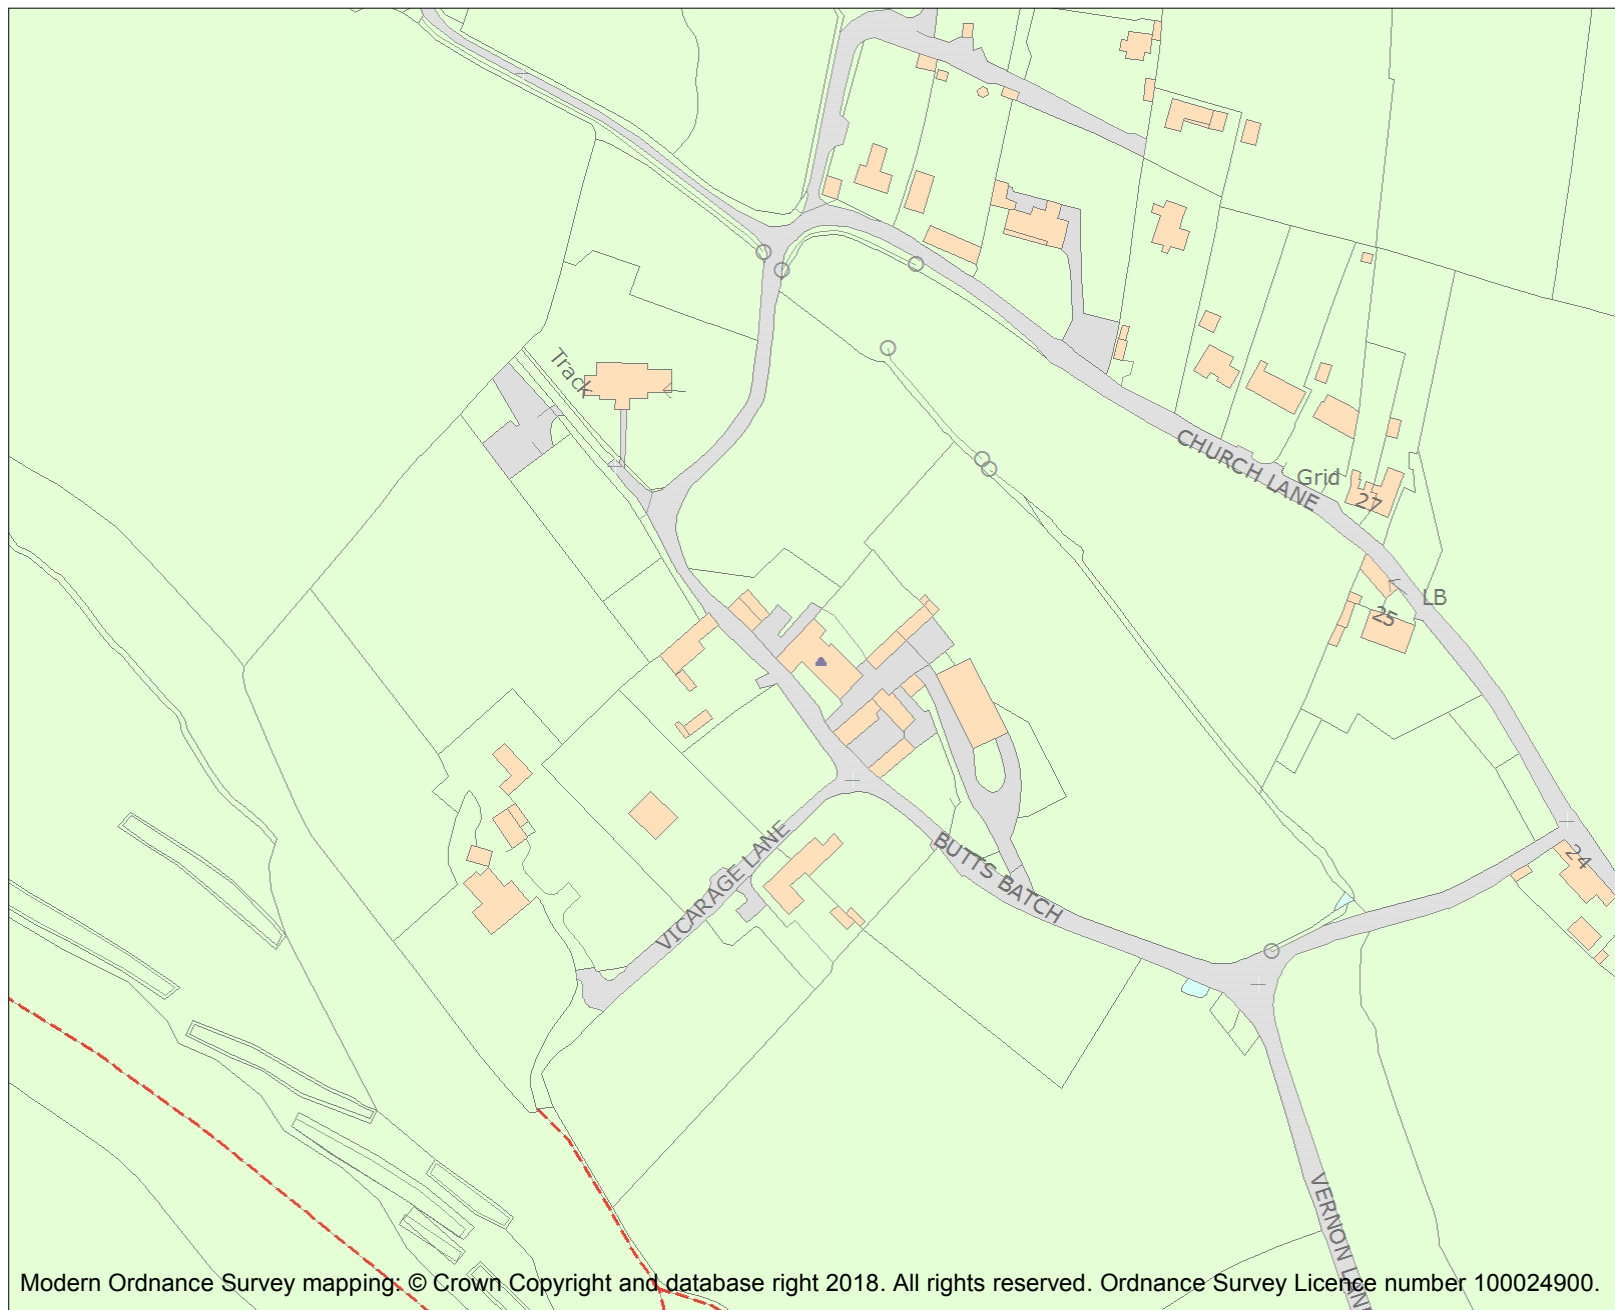 Track
CHURCH LANE
Grid
27
LB
25
24
VICARAGE LANE
BUTTS BATCH
VERNON LANE
Modern Ordnance Survey mapping: © Crown Copyright and database right 2018. All rights reserved. Ordnance Survey Licence number 100024900.